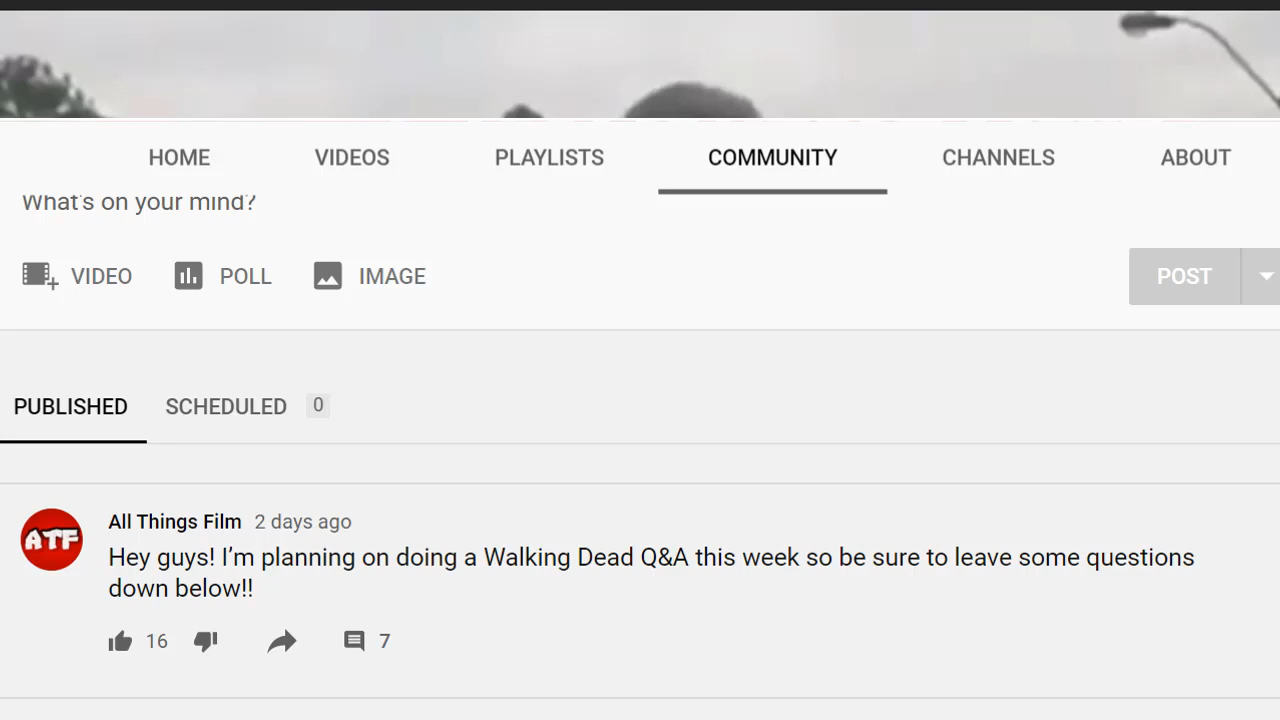 HOME VIDEOS PLAYLISTS COMMUNITY CHANNELS ABOUT
What's on your mind?
VIDEO POLL IMAGE POST
PUBLISHED SCHEDULED 0
All Things Film 2 days ago
ATF
Hey guys! I’m planning on doing a Walking Dead Q&A this week so be sure to leave some questions
down below!!
16 7